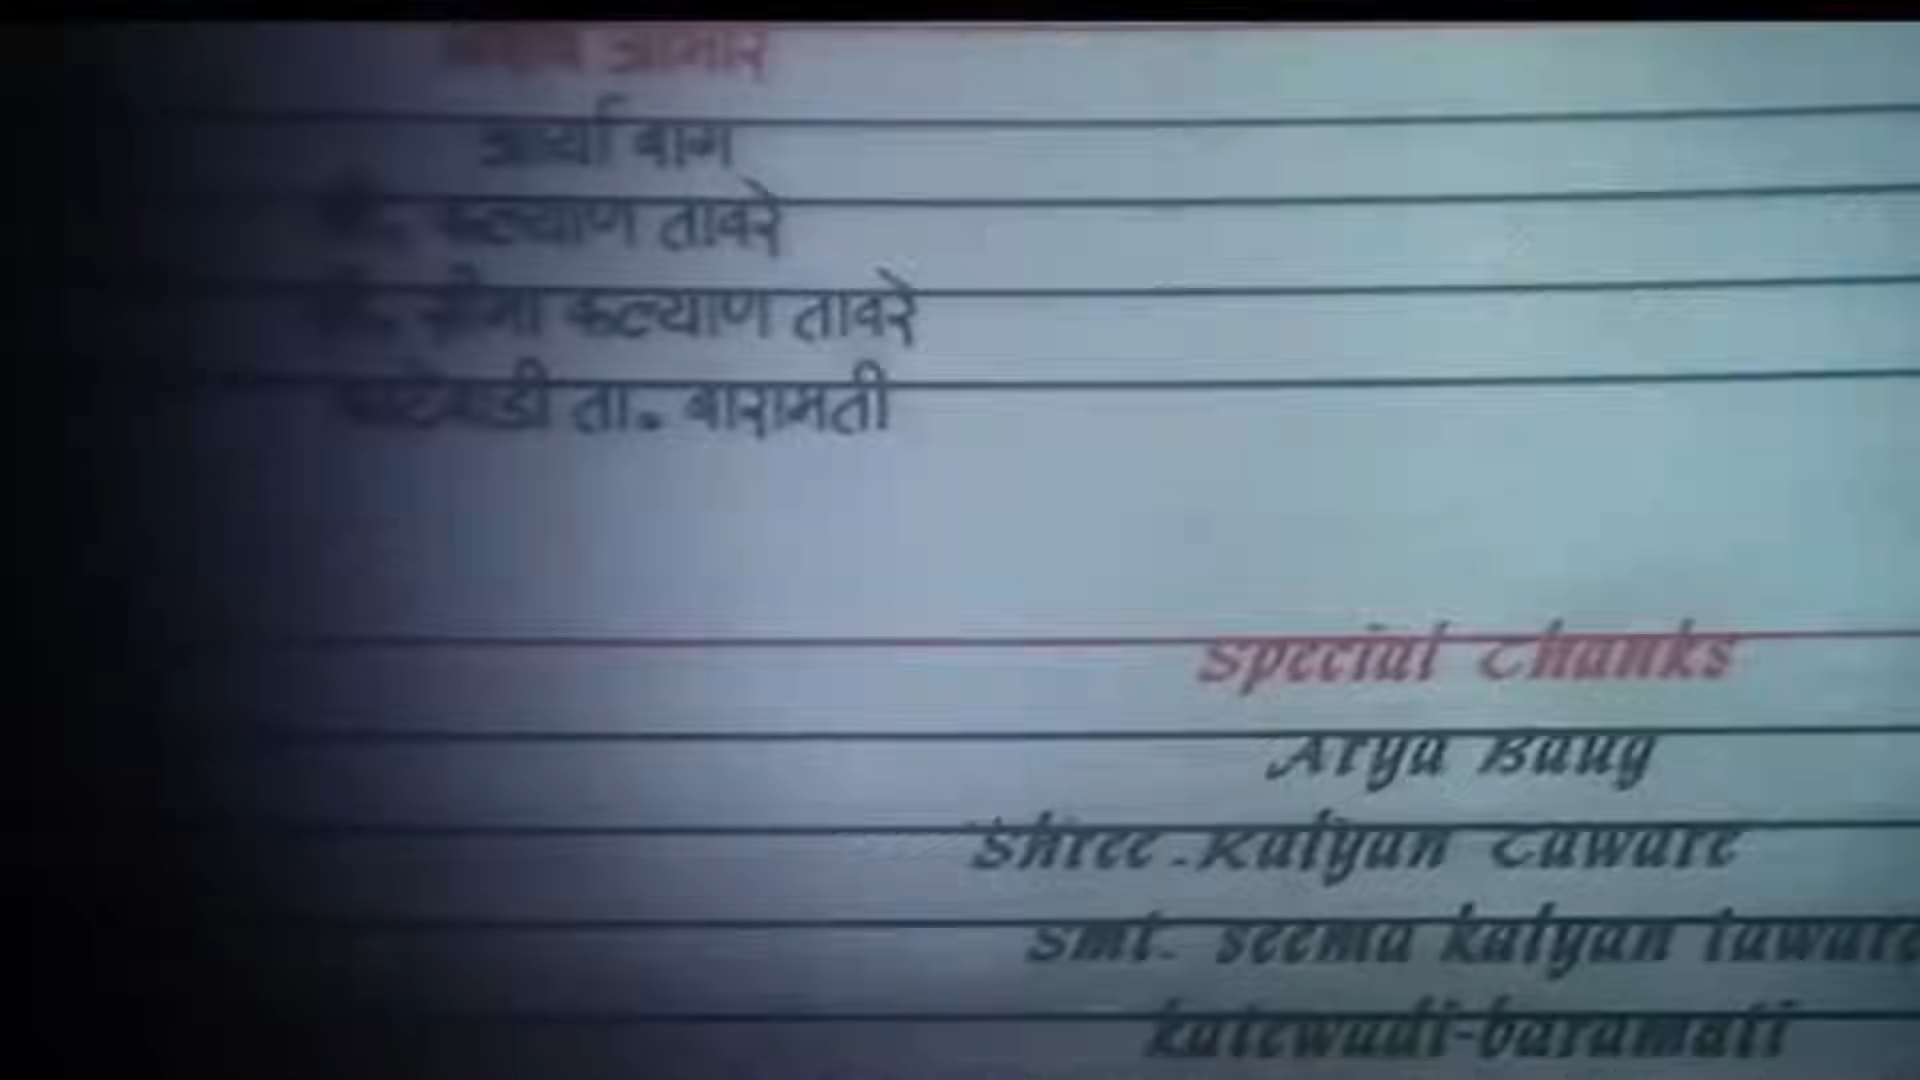 आभार
आर्या बाग
कल्याण तावरे
सीमा कल्याण तावरे
काटेवाडी ता. बारामती
Special Thanks
Arya Baug
Shree.Kalyan Taware
Smt. seema kalyan taware
katewadi-baramati